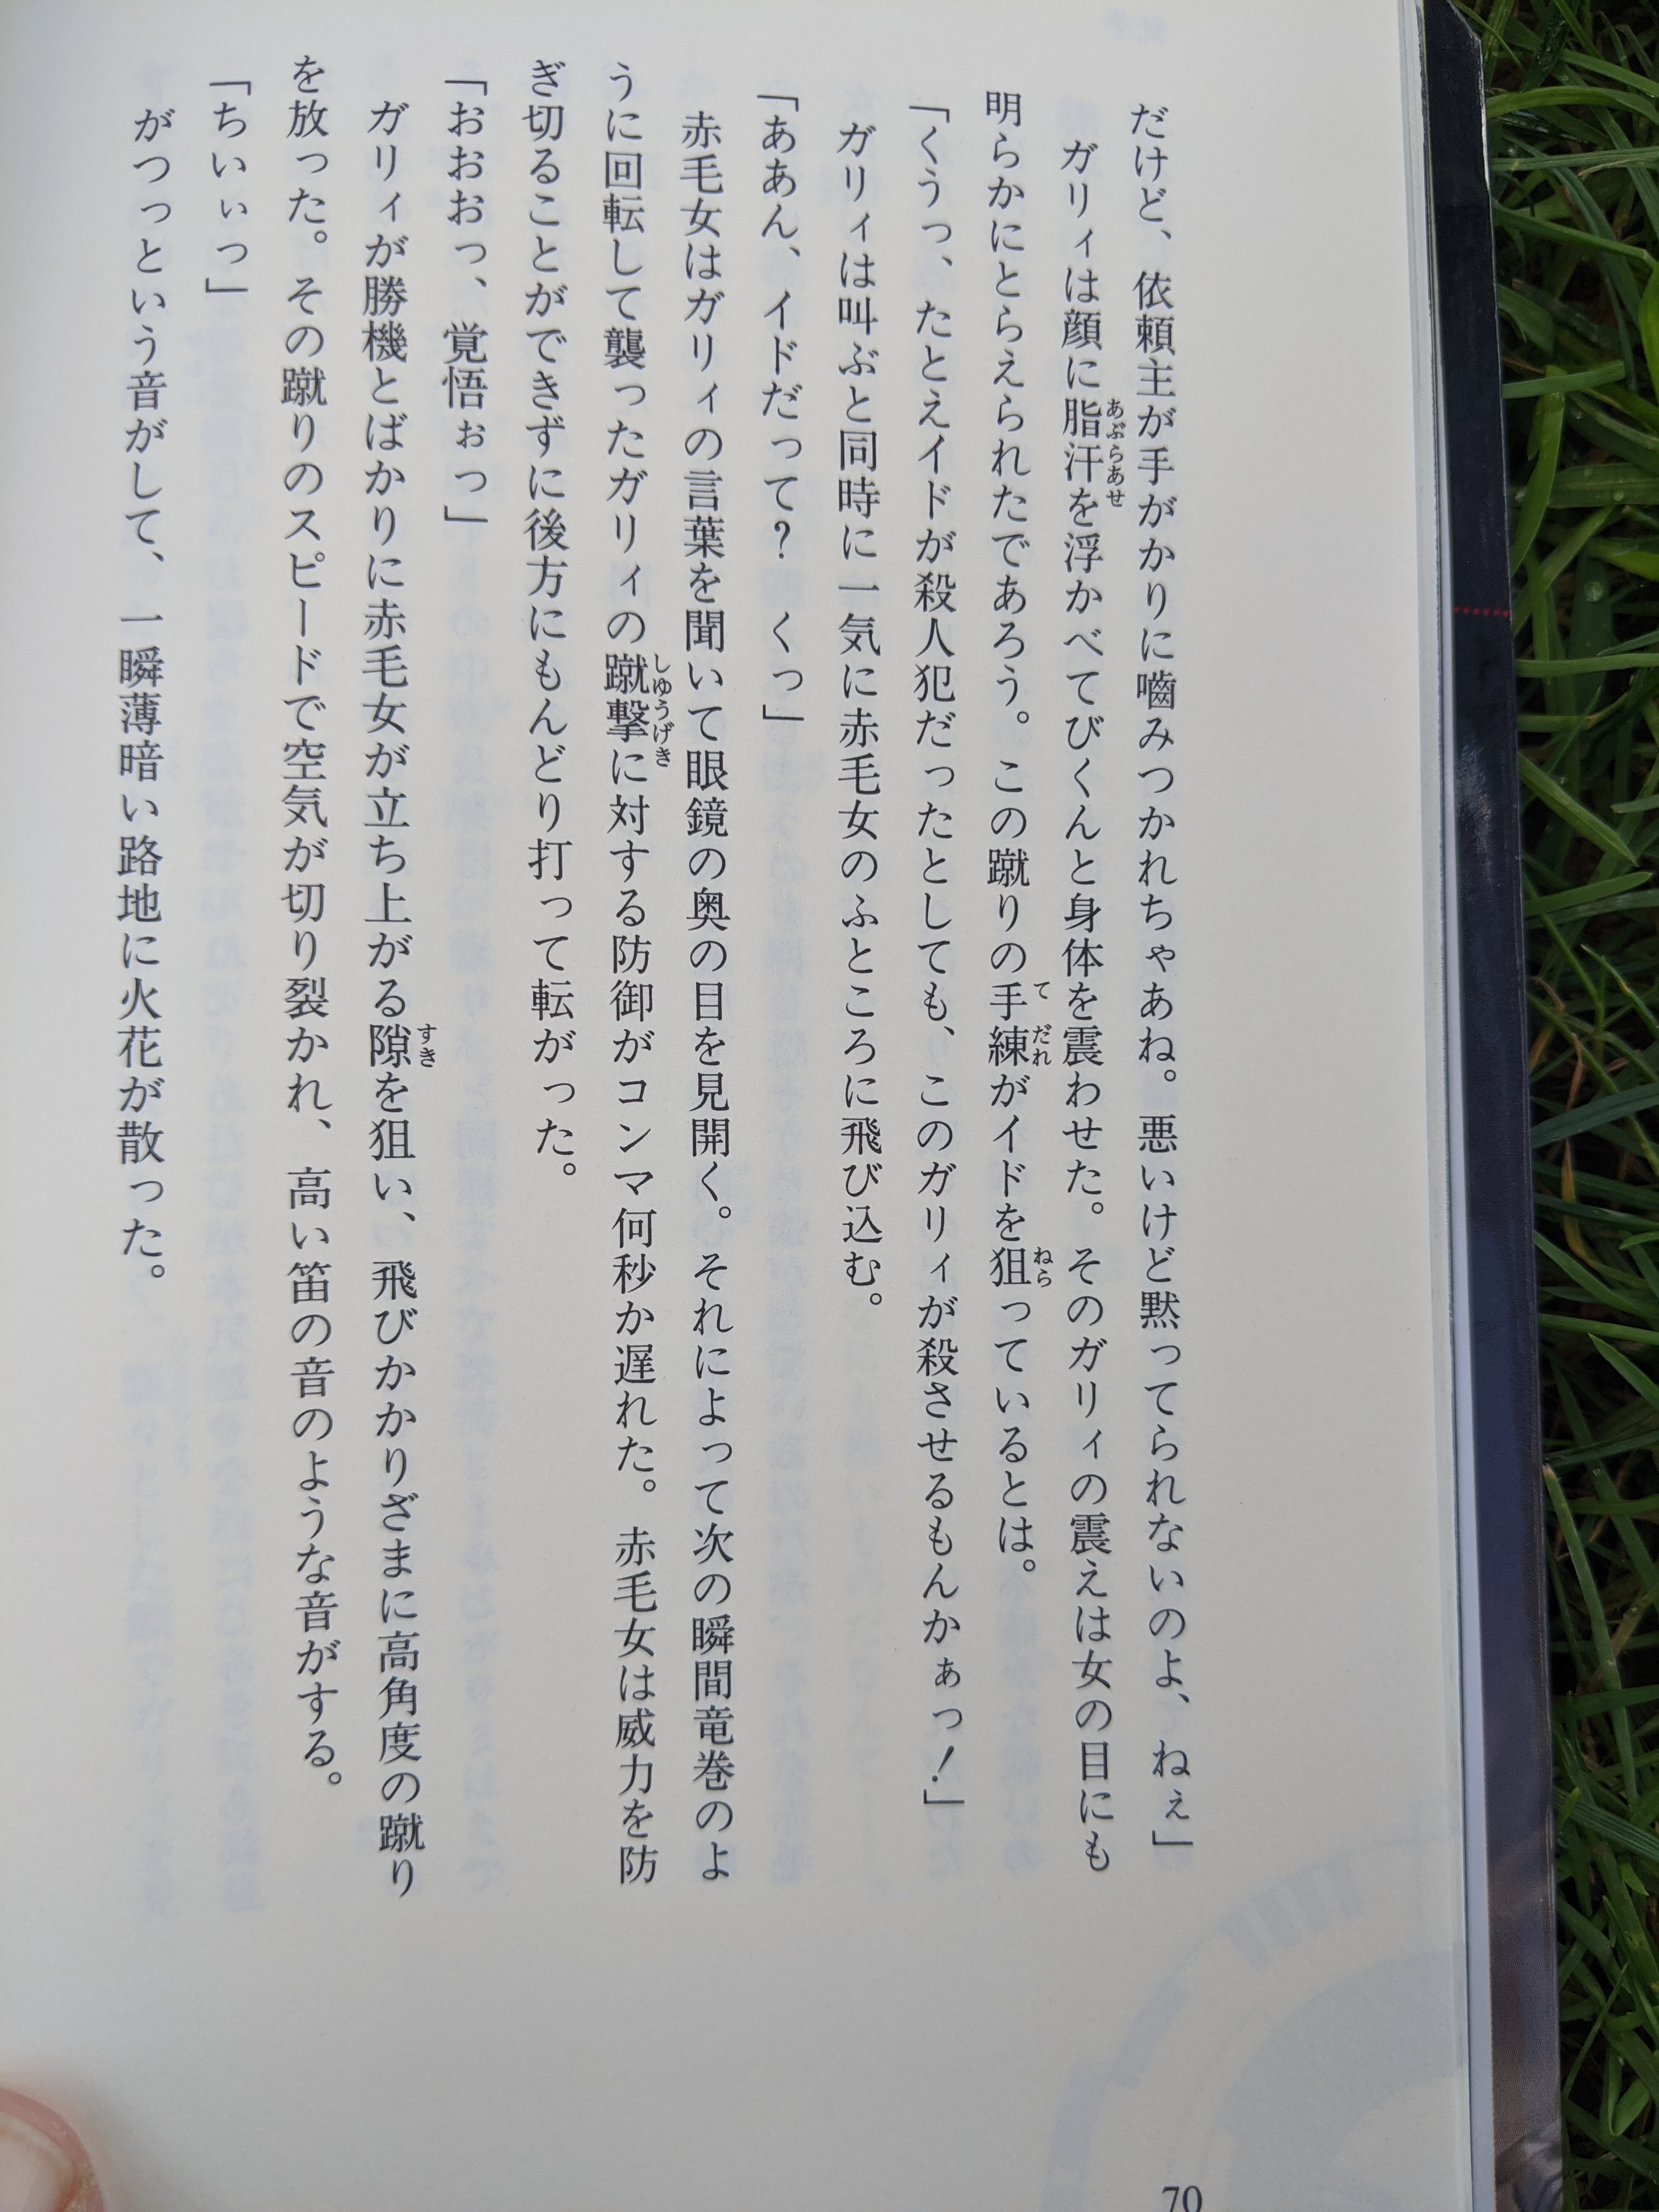 だけど、依頼主が手がかりに嚙みつかれちゃあね。悪いけど黙ってられないのよ、ねぇ」
ガリィは顔に脂汗を浮かべてびくんと身体を震わせた。そのガリィの震えは女の目にも
明らかにとらえられたであろう。この蹴りの手練がイドを狙っているとは。
「くうっ、たとえイドが殺人犯だったとしても、このガリィが殺させるもんかぁっ！」
ガリィは叫ぶと同時に一気に赤毛女のふところに飛び込む。
「ああん、イドだって？　くっ」
赤毛女はガリィの言葉を聞いて眼鏡の奥の目を見開く。それによって次の瞬間竜巻のよ
うに回転して襲ったガリィの蹴撃に対する防御がコンマ何秒か遅れた。赤毛女は威力を防
ぎ切ることができずに後方にもんどり打って転がった。
「おおおっ、覚悟ぉっ」
ガリィが勝機とばかりに赤毛女が立ち上がる隙を狙い、飛びかかりざまに高角度の蹴り
を放った。その蹴りのスピードで空気が切り裂かれ、高い笛の音のような音がする。
「ちいぃっ」
がつっという音がして、一瞬薄暗い路地に火花が散った。
70